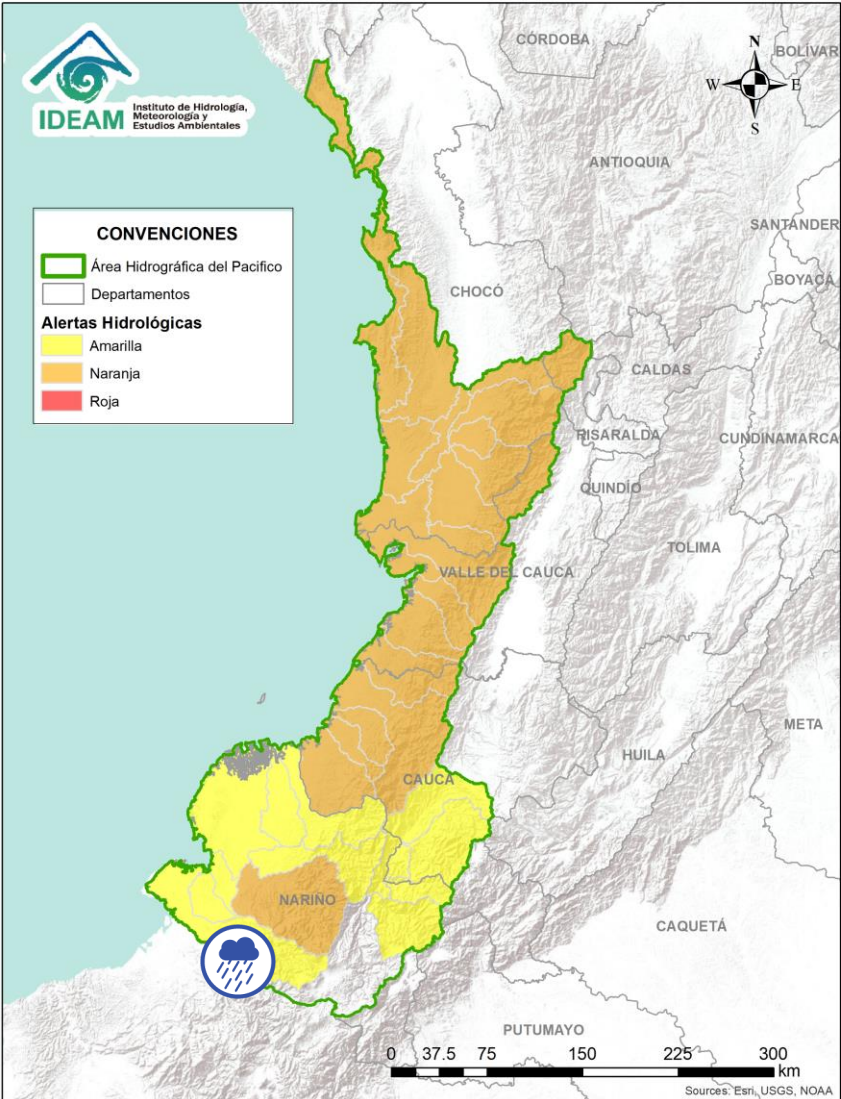 IDEAM
Instituto de Hidrología,
Meteorología y
Estudios Ambientales
N
W
E
S
CÓRDOBA
BOLÍVAR
ANTIOQUIA
SANTANDER
BOYACÁ
CHOCÓ
CALDAS
RISARALDA
CUNDINAMARCA
QUINDÍO
TOLIMA
VALLE DEL CAUCA
META
HUILA
CAUCA
NARIÑO
CAQUETÁ
PUTUMAYO
CONVENCIONES
Área Hidrográfica del Pacifico
Departamentos
Alertas Hidrológicas
Amarilla
Naranja
Roja
0 37.5 75 150 225 300
km
Sources: Esri, USGS, NOAA